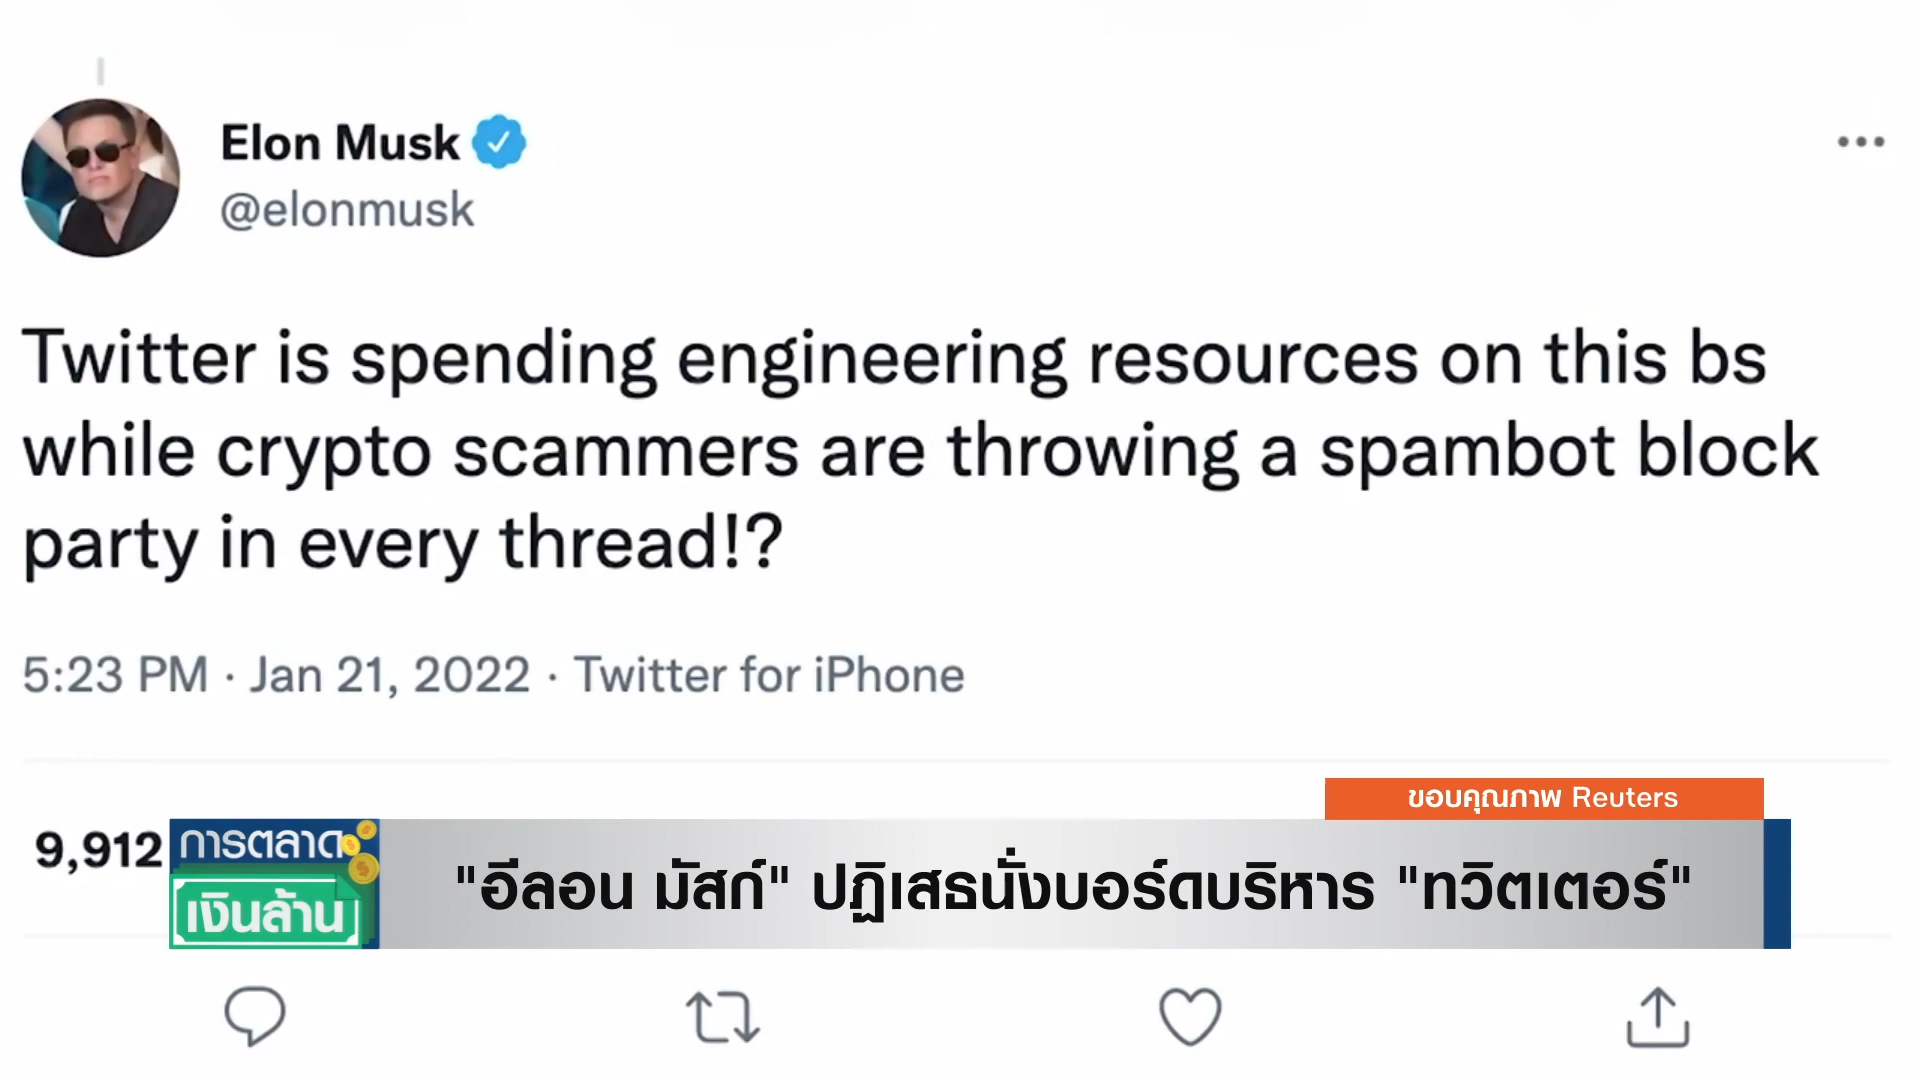 Elon Musk
@elonmusk
Twitter is spending engineering resources on this bs
while crypto scammers are throwing a spambot block
party in every thread!?
5:23 PM · Jan 21, 2022 · Twitter for iPhone
9,912
ขอบคุณภาพ Reuters
การตลาด
เงินล้าน
"อีลอน มัสก์" ปฏิเสธนั่งบอร์ดบริหาร "ทวิตเตอร์"